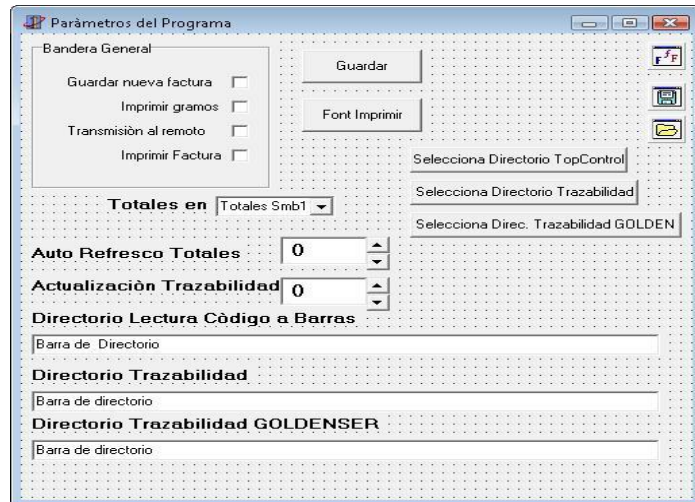 Paràmetros del Programa
Bandera General
Guardar nueva factura
Imprimir gramos
Transmisiòn al remoto
Imprimir Factura
Guardar
Font Imprimir
Selecciona Directorio TopControl
Selecciona Directorio Trazabilidad
Selecciona Direc. Trazabilidad GOLDEN
Totales en Totales Smb1
Auto Refresco Totales 0
Actualizaciòn Trazabilidad 0
Directorio Lectura Còdigo a Barras
Barra de Directorio
Directorio Trazabilidad
Barra de directorio
Directorio Trazabilidad GOLDENSER
Barra de directorio